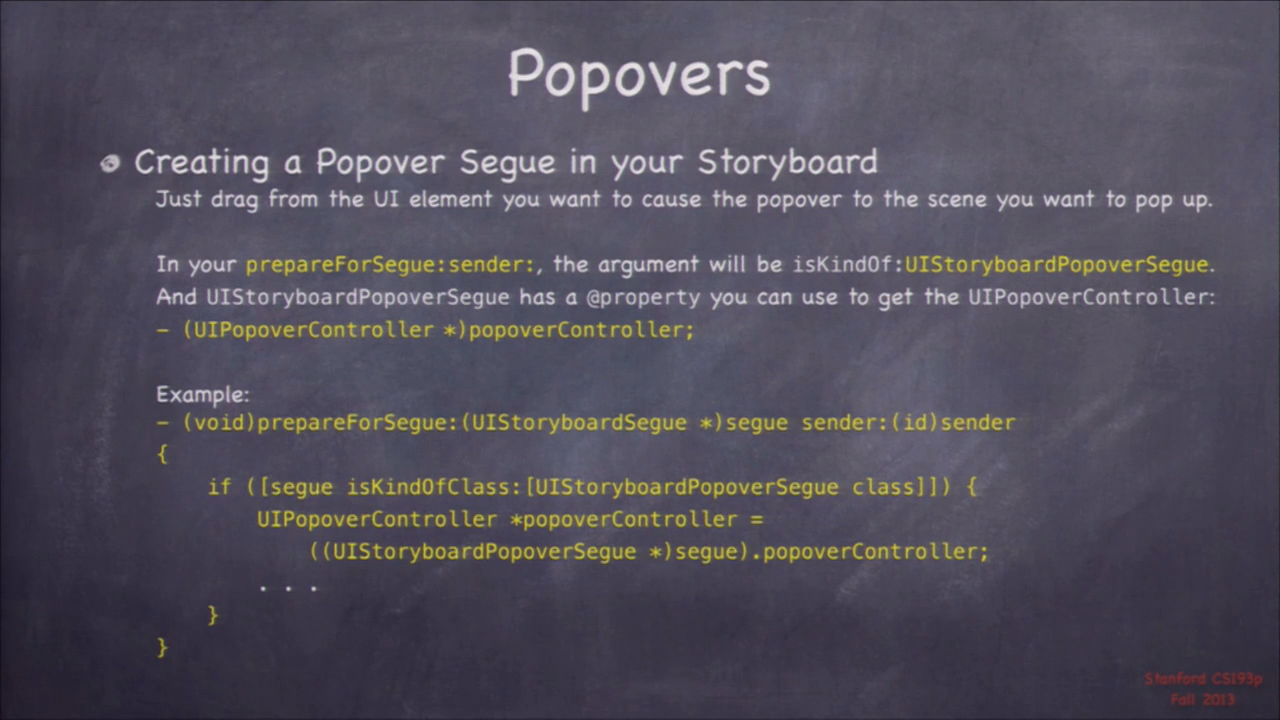 Popovers
Creating a Popover Segue in your Storyboard
Just drag from the UI element you want to cause the popover to the scene you want to pop up.
In your prepareForSegue:sender:, the argument will be isKindOf:UIStoryboardPopoverSegue.
And UIStoryboardPopoverSegue has a @property you can use to get the UIPopoverController:
- (UIPopoverController *)popoverController;
Example:
- (void)prepareForSegue:(UIStoryboardSegue *)segue sender:(id)sender
{
if ([segue isKindOfClass:[UIStoryboardPopoverSegue class]]) {
UIPopoverController *popoverController =
((UIStoryboardPopoverSegue *)segue).popoverController;
. . .
}
}
Stanford CS193p
Fall 2013